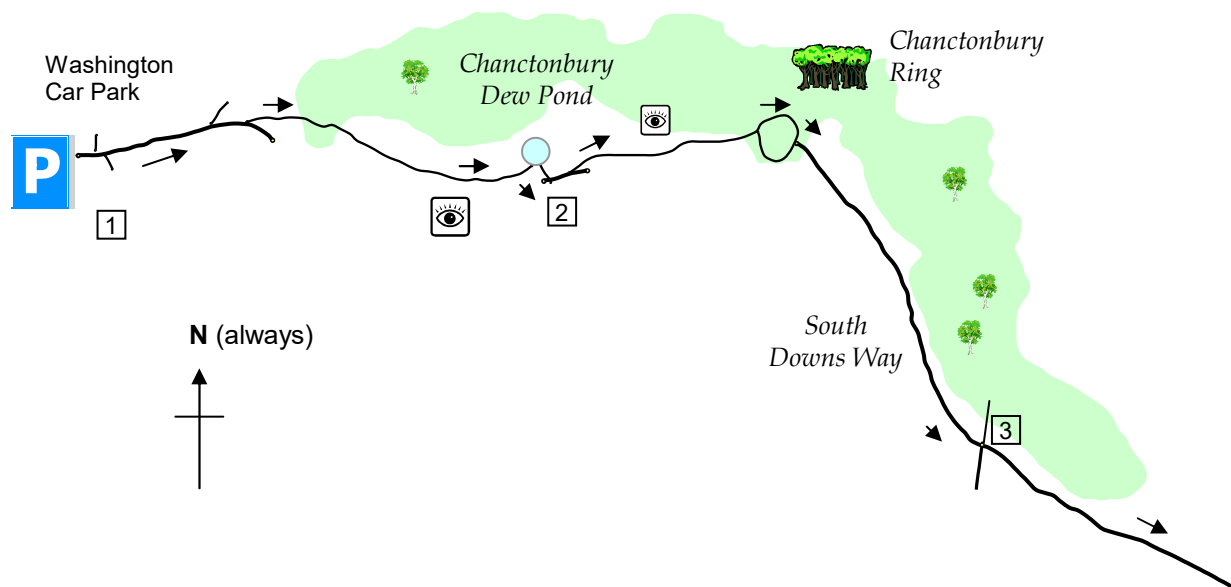 Washington
Car Park
P
1
Chanctonbury
Dew Pond
2
Chanctonbury
Ring
N (always)
South
Downs Way
3